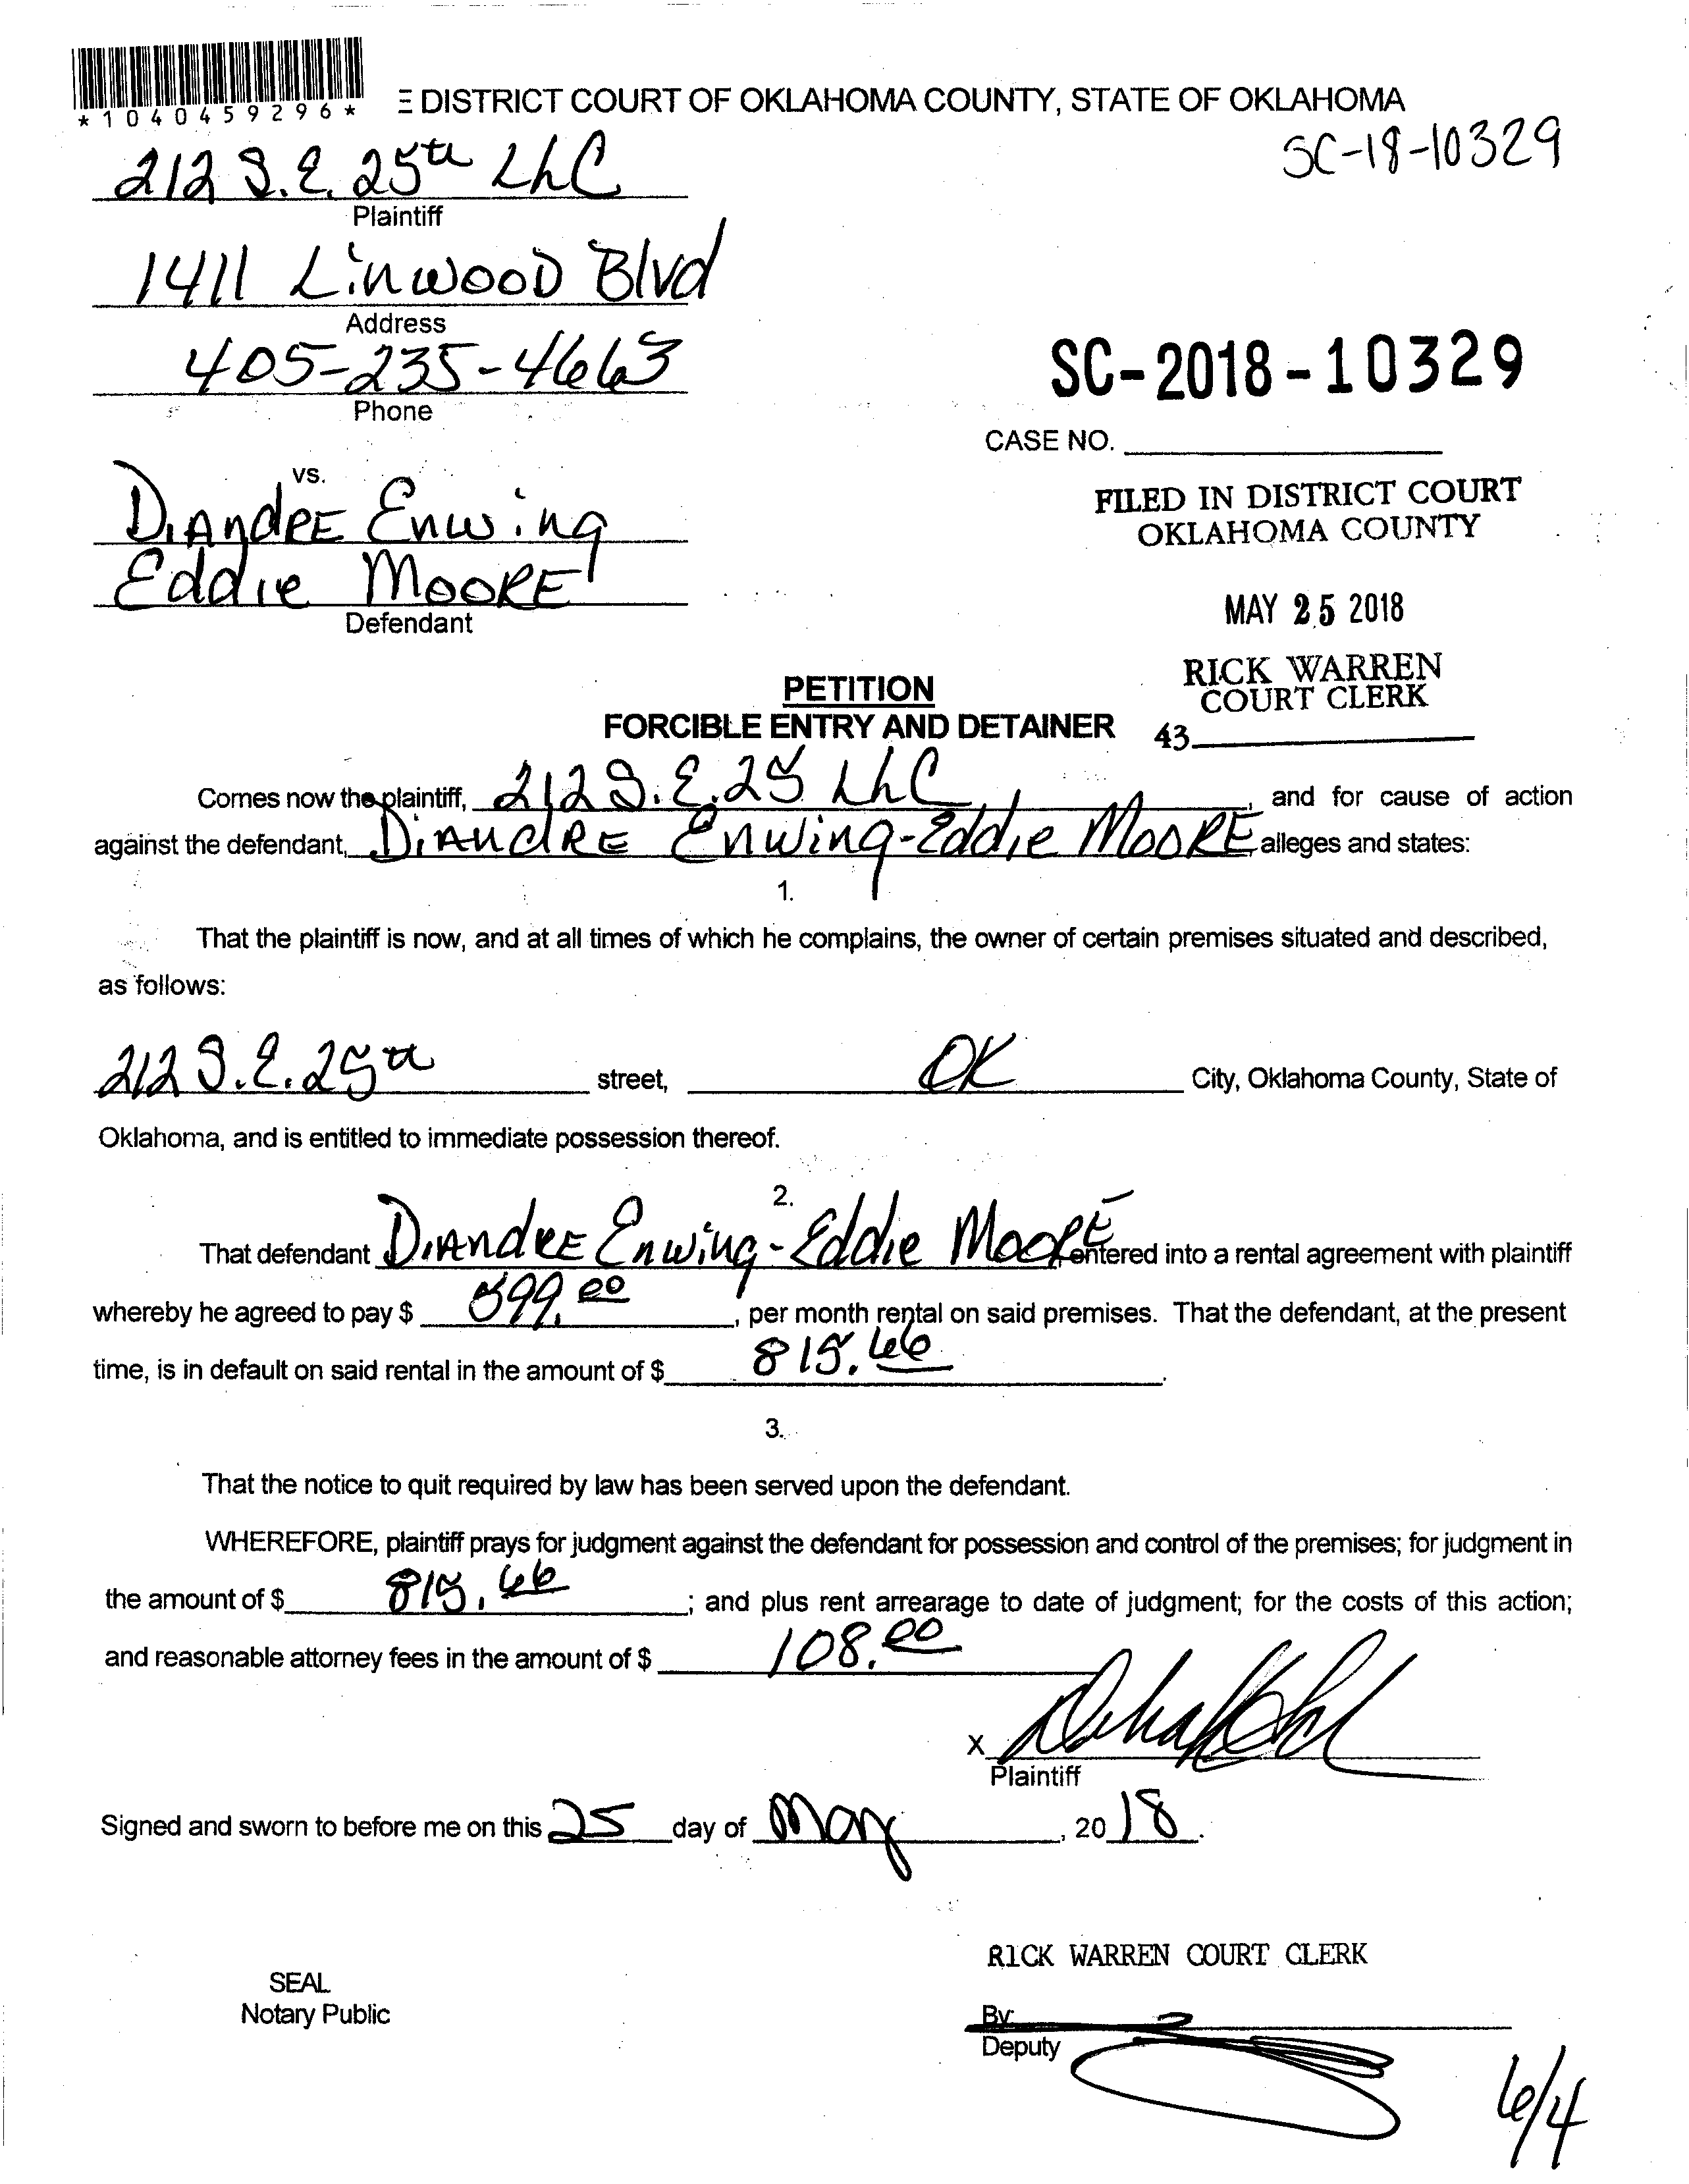 *1040459296*
E DISTRICT COURT OF OKLAHOMA COUNTY, STATE OF OKLAHOMA
SC-18-10329
212 S.E. 25th LLC
Plaintiff
1411 Linwood Blvd
Address
405-235-4663
Phone
SC-2018-10329
CASE NO.
vs.
DiAndRE Enwing
Eddie MooRE
Defendant
FILED IN DISTRICT COURT
OKLAHOMA COUNTY
MAY 25 2018
RICK WARREN
COURT CLERK
43
PETITION
FORCIBLE ENTRY AND DETAINER
Comes now the plaintiff, 212 S.E. 25 LLC, and for cause of action
against the defendant, DiAndRE Enwing-Eddie MooRE, alleges and states:
1.
That the plaintiff is now, and at all times of which he complains, the owner of certain premises situated and described,
as follows:
212 S.E. 25th street, OK City, Oklahoma County, State of
Oklahoma, and is entitled to immediate possession thereof.
2.
That defendant DiAndRE Enwing-Eddie MooRE entered into a rental agreement with plaintiff
whereby he agreed to pay $ 599.00, per month rental on said premises. That the defendant, at the present
time, is in default on said rental in the amount of $ 815.66.
3.
That the notice to quit required by law has been served upon the defendant.
WHEREFORE, plaintiff prays for judgment against the defendant for possession and control of the premises; for judgment in
the amount of $ 815.66; and plus rent arrearage to date of judgment; for the costs of this action;
and reasonable attorney fees in the amount of $ 108.00
X
Plaintiff
Signed and sworn to before me on this 25 day of May, 2018.
RICK WARREN COURT CLERK
SEAL
Notary Public
By
Deputy
6/4